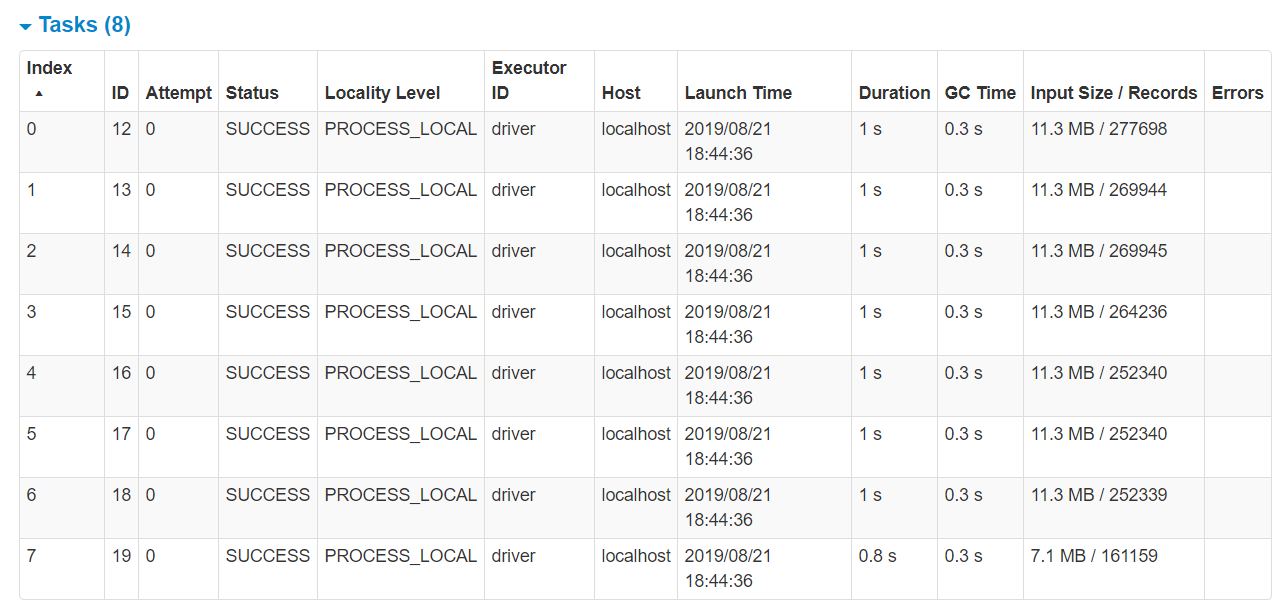 Tasks (8)
Index ID Attempt Status Locality Level Executor ID Host Launch Time Duration GC Time Input Size / Records Errors
0 12 0 SUCCESS PROCESS_LOCAL driver localhost 2019/08/21 18:44:36 1 s 0.3 s 11.3 MB / 277698
1 13 0 SUCCESS PROCESS_LOCAL driver localhost 2019/08/21 18:44:36 1 s 0.3 s 11.3 MB / 269944
2 14 0 SUCCESS PROCESS_LOCAL driver localhost 2019/08/21 18:44:36 1 s 0.3 s 11.3 MB / 269945
3 15 0 SUCCESS PROCESS_LOCAL driver localhost 2019/08/21 18:44:36 1 s 0.3 s 11.3 MB / 264236
4 16 0 SUCCESS PROCESS_LOCAL driver localhost 2019/08/21 18:44:36 1 s 0.3 s 11.3 MB / 252340
5 17 0 SUCCESS PROCESS_LOCAL driver localhost 2019/08/21 18:44:36 1 s 0.3 s 11.3 MB / 252340
6 18 0 SUCCESS PROCESS_LOCAL driver localhost 2019/08/21 18:44:36 1 s 0.3 s 11.3 MB / 252339
7 19 0 SUCCESS PROCESS_LOCAL driver localhost 2019/08/21 18:44:36 0.8 s 0.3 s 7.1 MB / 161159